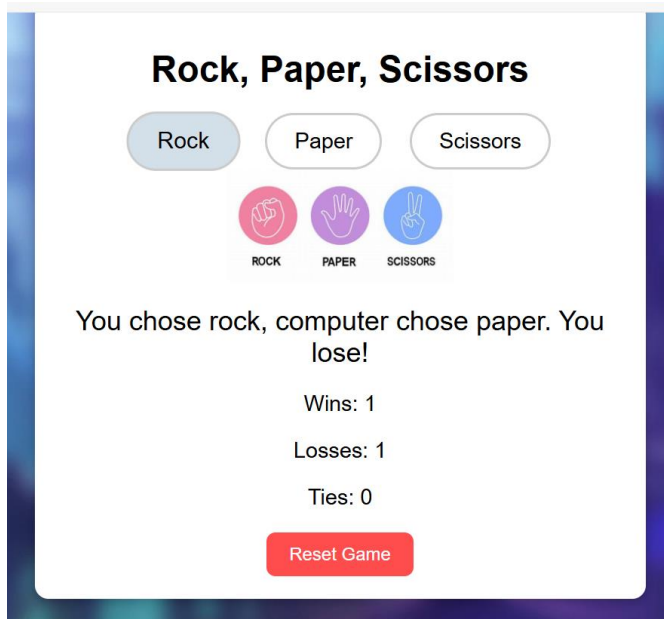 Rock, Paper, Scissors
Rock Paper Scissors
ROCK PAPER SCISSORS
You chose rock, computer chose paper. You
lose!
Wins: 1
Losses: 1
Ties: 0
Reset Game